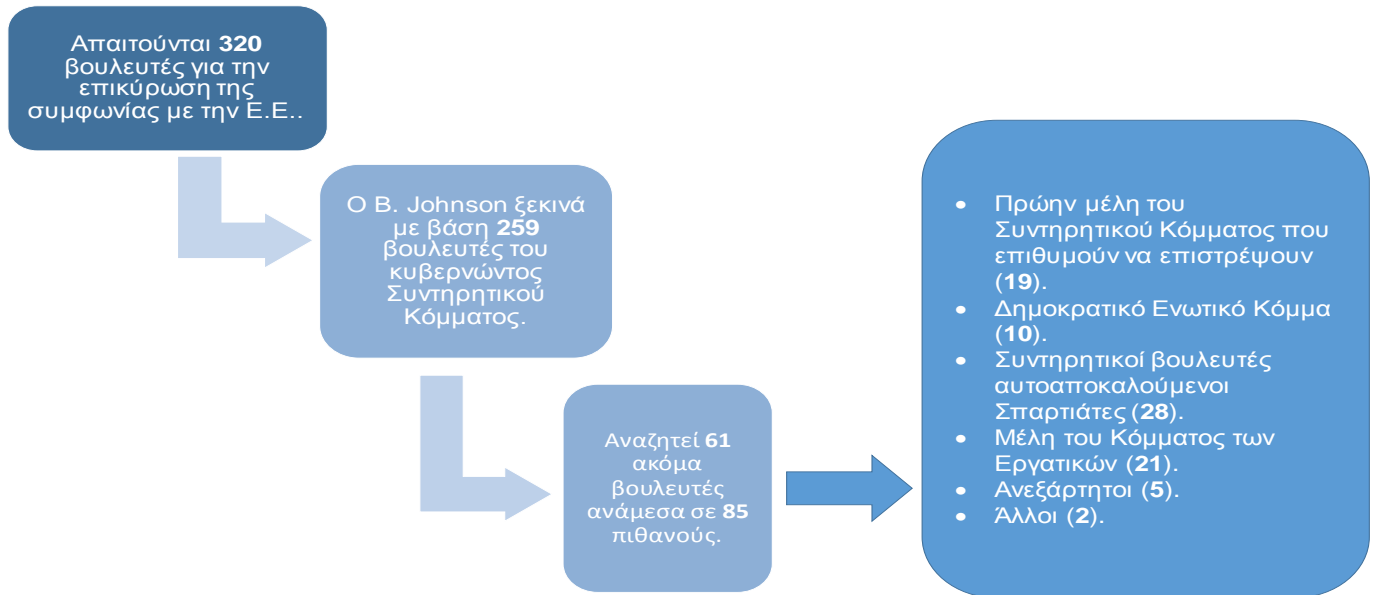 Απαιτούνται 320
βουλευτές για την
επικύρωση της
συμφωνίας με την Ε.Ε..
Ο B. Johnson ξεκινά
με βάση 259
βουλευτές του
κυβερνώντος
Συντηρητικού
Κόμματος.
Αναζητεί 61
ακόμα
βουλευτές
ανάμεσα σε 85
πιθανούς.
• Πρώην μέλη του
Συντηρητικού Κόμματος που
επιθυμούν να επιστρέψουν
(19).
• Δημοκρατικό Ενωτικό Κόμμα
(10).
• Συντηρητικοί βουλευτές
αυτοαποκαλούμενοι
Σπαρτιάτες (28).
• Μέλη του Κόμματος των
Εργατικών (21).
• Ανεξάρτητοι (5).
• Άλλοι (2).